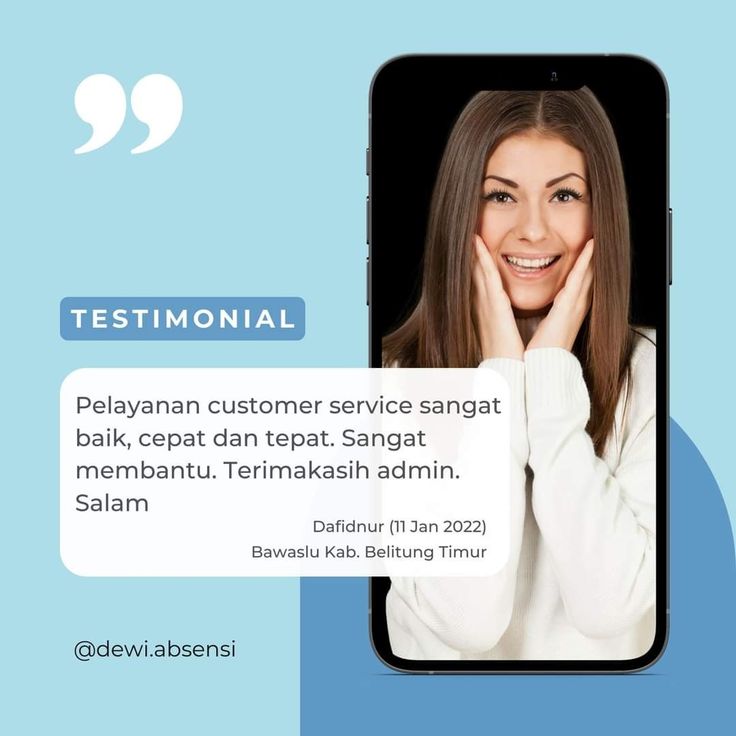 TESTIMONIAL
Pelayanan customer service sangat
baik, cepat dan tepat. Sangat
membantu. Terimakasih admin.
Salam
Dafidnur (11 Jan 2022)
Bawaslu Kab. Belitung Timur
@dewi.absensi